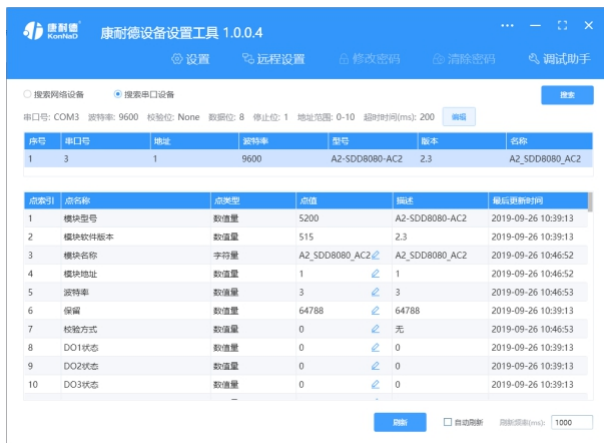 康耐德 KonNaD 康耐德设备设置工具 1.0.0.4
设置 远程设置 修改密码 清除密码 调试助手
搜索网络设备 搜索串口设备 搜索
串口号: COM3 波特率: 9600 校验位: None 数据位: 8 停止位: 1 地址范围: 0-10 超时时间(ms): 200 编辑
序号 串口号 地址 波特率 型号 版本 名称
1 3 1 9600 A2-SDD8080-AC2 2.3 A2_SDD8080_AC2
点索引 点名称 点类型 点值 描述 最后更新时间
1 模块型号 数值量 5200 A2-SDD8080-AC2 2019-09-26 10:39:13
2 模块软件版本 数值量 515 2.3 2019-09-26 10:39:13
3 模块名称 字符量 A2_SDD8080_AC2 A2_SDD8080_AC2 2019-09-26 10:46:52
4 模块地址 数值量 1 1 2019-09-26 10:46:52
5 波特率 数值量 3 3 2019-09-26 10:46:53
6 保留 数值量 64788 64788 2019-09-26 10:39:13
7 校验方式 数值量 0 无 2019-09-26 10:46:53
8 DO1状态 数值量 0 0 2019-09-26 10:39:13
9 DO2状态 数值量 0 0 2019-09-26 10:39:13
10 DO3状态 数值量 0 0 2019-09-26 10:39:13
刷新 自动刷新 刷新频率(ms): 1000